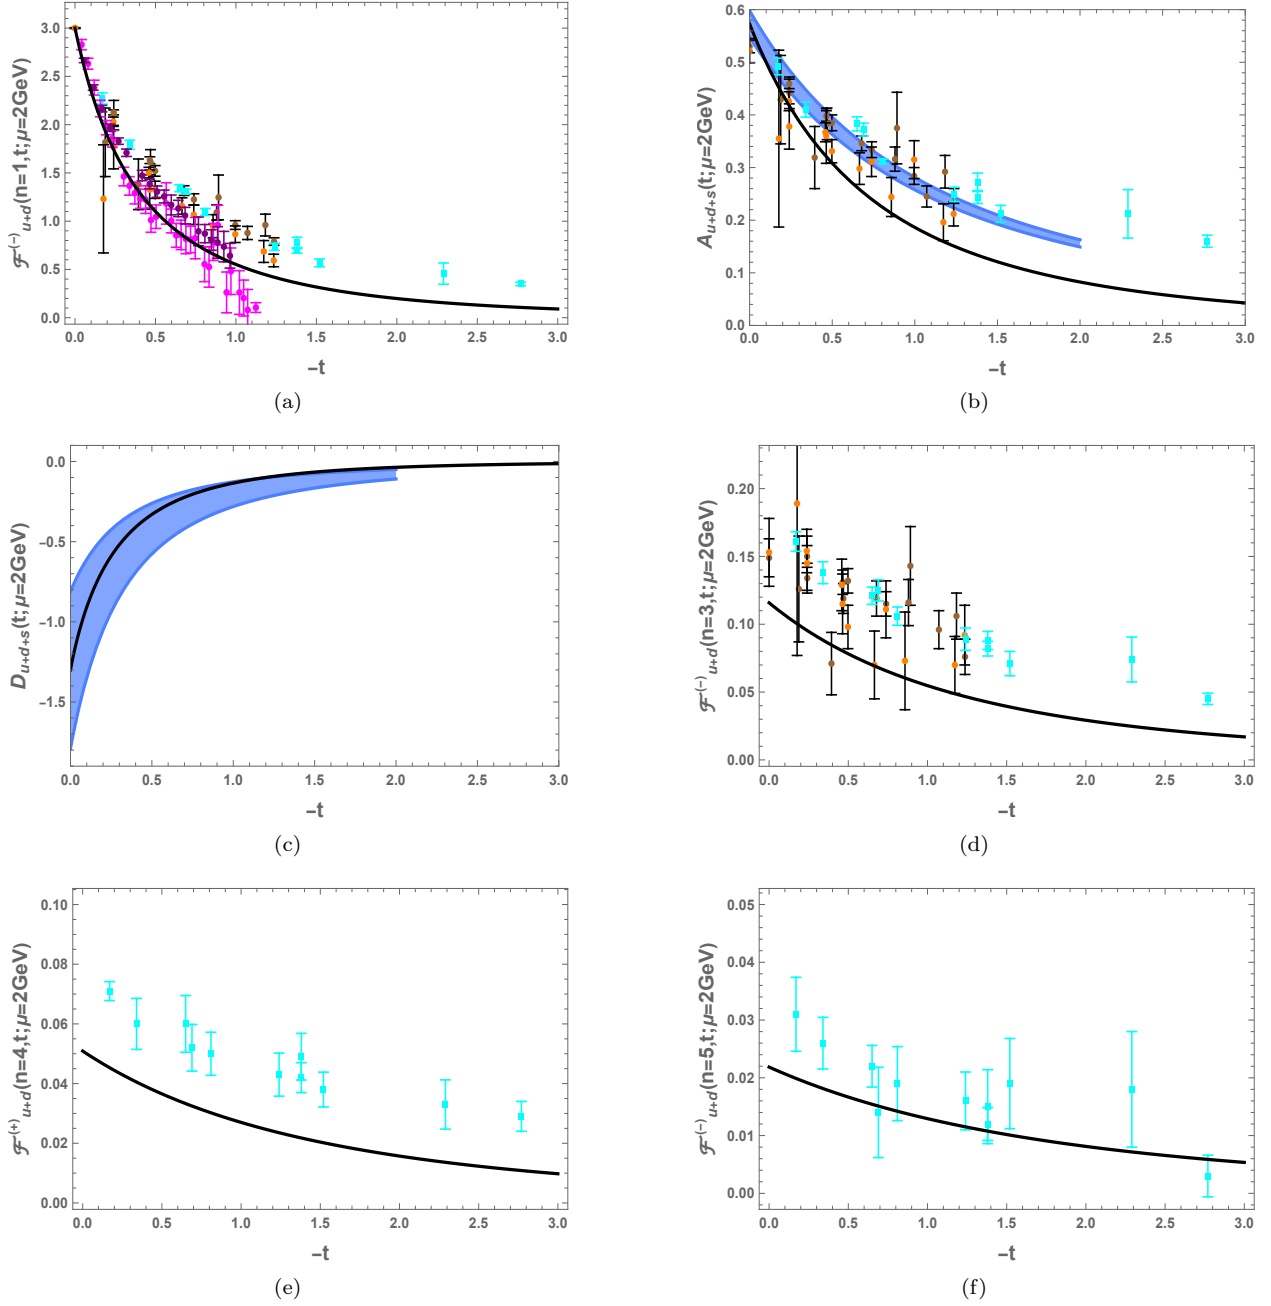 3.0
2.5
2.0
1.5
1.0
0.5
0.0
ℱ⁽⁻⁾u+d(n=1,t;μ=2GeV)
0.0 0.5 1.0 1.5 2.0 2.5 3.0
-t
(a)
0.6
0.5
0.4
0.3
0.2
0.1
0.0
Au+d+s(t;μ=2GeV)
0.0 0.5 1.0 1.5 2.0 2.5 3.0
-t
(b)
0.0
-0.5
-1.0
-1.5
Du+d+s(t;μ=2GeV)
0.0 0.5 1.0 1.5 2.0 2.5 3.0
-t
(c)
0.20
0.15
0.10
0.05
0.00
ℱ⁽⁻⁾u+d(n=3,t;μ=2GeV)
0.0 0.5 1.0 1.5 2.0 2.5 3.0
-t
(d)
0.10
0.08
0.06
0.04
0.02
0.00
ℱ⁽⁺⁾u+d(n=4,t;μ=2GeV)
0.0 0.5 1.0 1.5 2.0 2.5 3.0
-t
(e)
0.05
0.04
0.03
0.02
0.01
0.00
ℱ⁽⁻⁾u+d(n=5,t;μ=2GeV)
0.0 0.5 1.0 1.5 2.0 2.5 3.0
-t
(f)